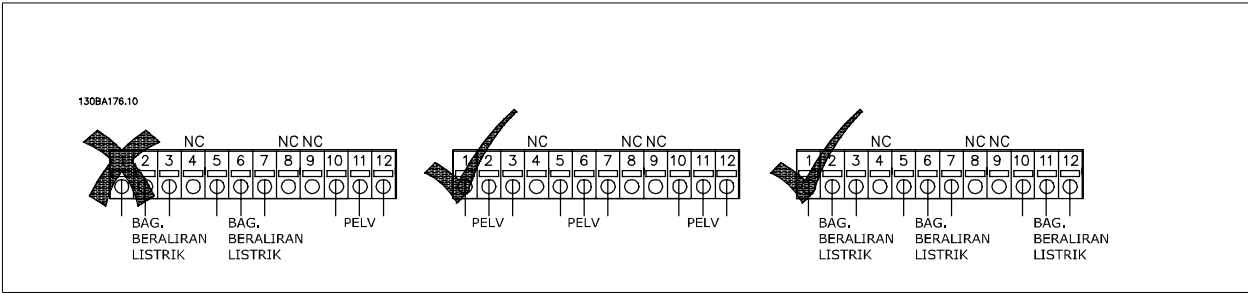 130BA176.10
NC NC NC
2 3 4 5 6 7 8 9 10 11 12
BAG.
BERALIRAN
LISTRIK
BAG.
BERALIRAN
LISTRIK
PELV
NC NC NC
1 2 3 4 5 6 7 8 9 10 11 12
PELV PELV PELV
NC NC NC
1 2 3 4 5 6 7 8 9 10 11 12
BAG.
BERALIRAN
LISTRIK
BAG.
BERALIRAN
LISTRIK
BAG.
BERALIRAN
LISTRIK